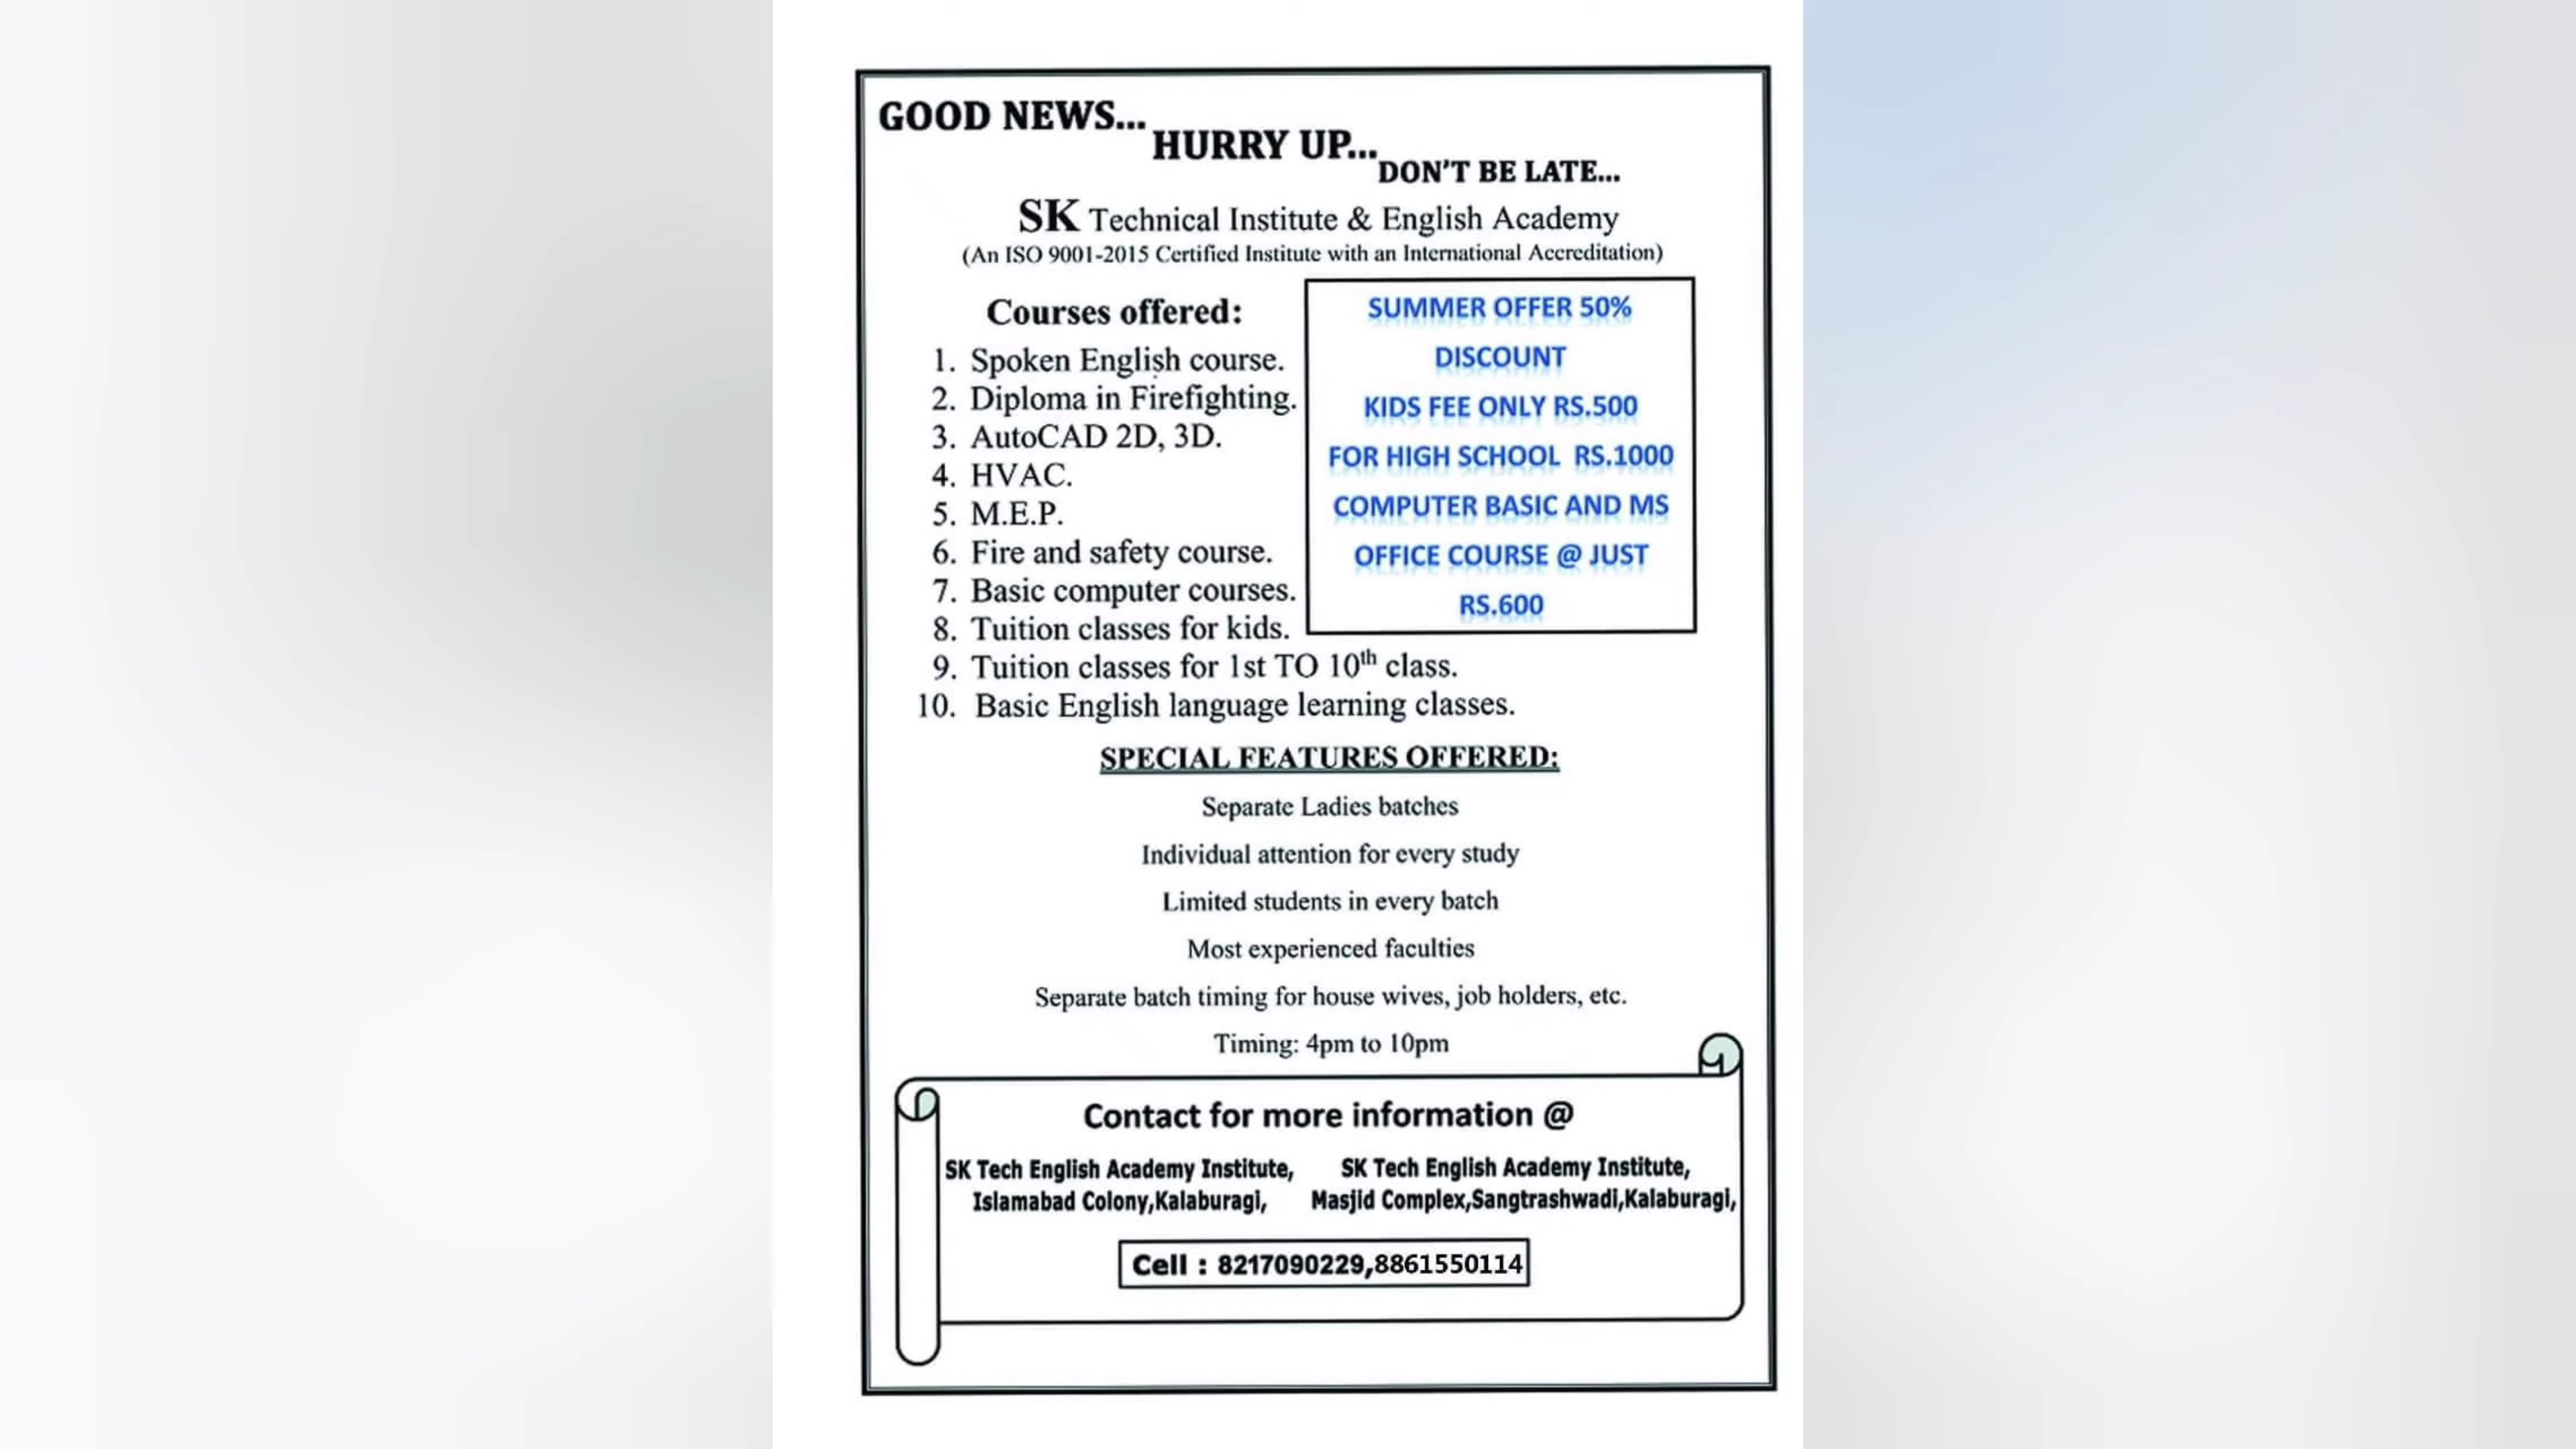 GOOD NEWS...
HURRY UP...
DON'T BE LATE...
SK Technical Institute & English Academy
(An ISO 9001-2015 Certified Institute with an International Accreditation)
Courses offered:
1. Spoken English course.
2. Diploma in Firefighting.
3. AutoCAD 2D, 3D.
4. HVAC.
5. M.E.P.
6. Fire and safety course.
7. Basic computer courses.
8. Tuition classes for kids.
9. Tuition classes for 1st TO 10th class.
10. Basic English language learning classes.
SUMMER OFFER 50%
DISCOUNT
KIDS FEE ONLY RS.500
FOR HIGH SCHOOL RS.1000
COMPUTER BASIC AND MS
OFFICE COURSE @ JUST
RS.600
SPECIAL FEATURES OFFERED:
Separate Ladies batches
Individual attention for every study
Limited students in every batch
Most experienced faculties
Separate batch timing for house wives, job holders, etc.
Timing: 4pm to 10pm
Contact for more information @
SK Tech English Academy Institute,
Islamabad Colony,Kalaburagi,
SK Tech English Academy Institute,
Masjid Complex,Sangtrashwadi,Kalaburagi,
Cell : 8217090229,8861550114